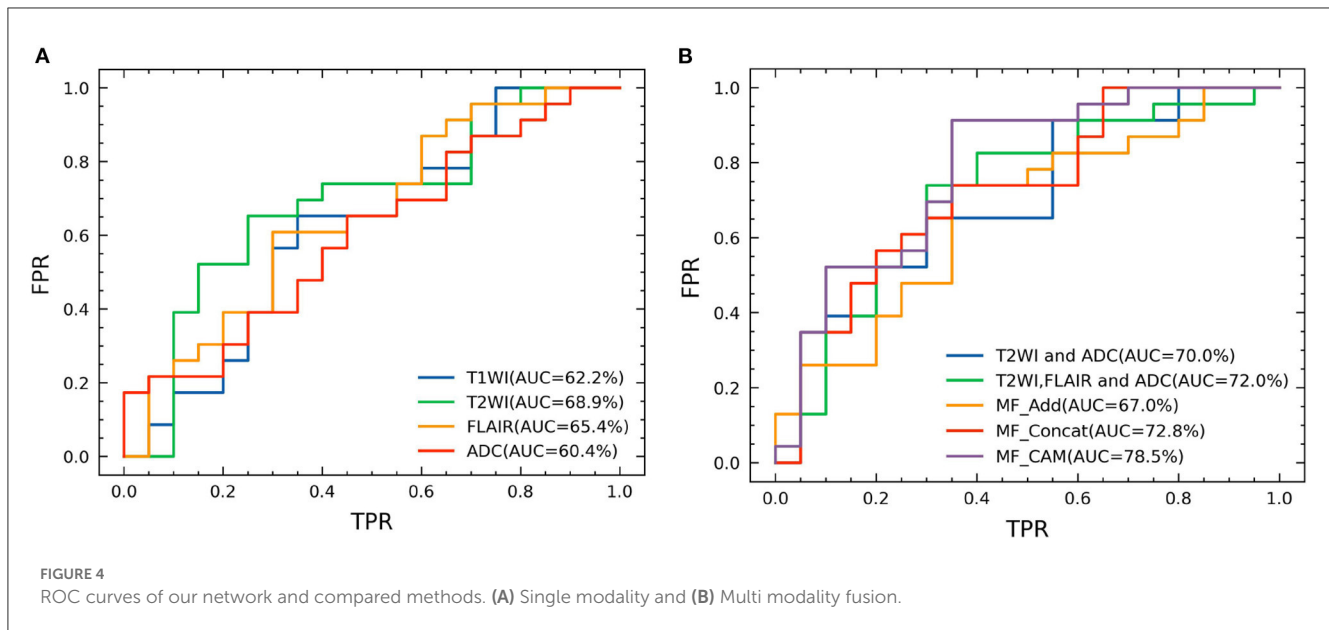 A
1.0
0.8
0.6
0.4
0.2
0.0
FPR
T1WI(AUC=62.2%)
T2WI(AUC=68.9%)
FLAIR(AUC=65.4%)
ADC(AUC=60.4%)
0.0 0.2 0.4 0.6 0.8 1.0
TPR
B
1.0
0.8
0.6
0.4
0.2
0.0
FPR
T2WI and ADC(AUC=70.0%)
T2WI,FLAIR and ADC(AUC=72.0%)
MF_Add(AUC=67.0%)
MF_Concat(AUC=72.8%)
MF_CAM(AUC=78.5%)
0.0 0.2 0.4 0.6 0.8 1.0
TPR
FIGURE 4
ROC curves of our network and compared methods. (A) Single modality and (B) Multi modality fusion.